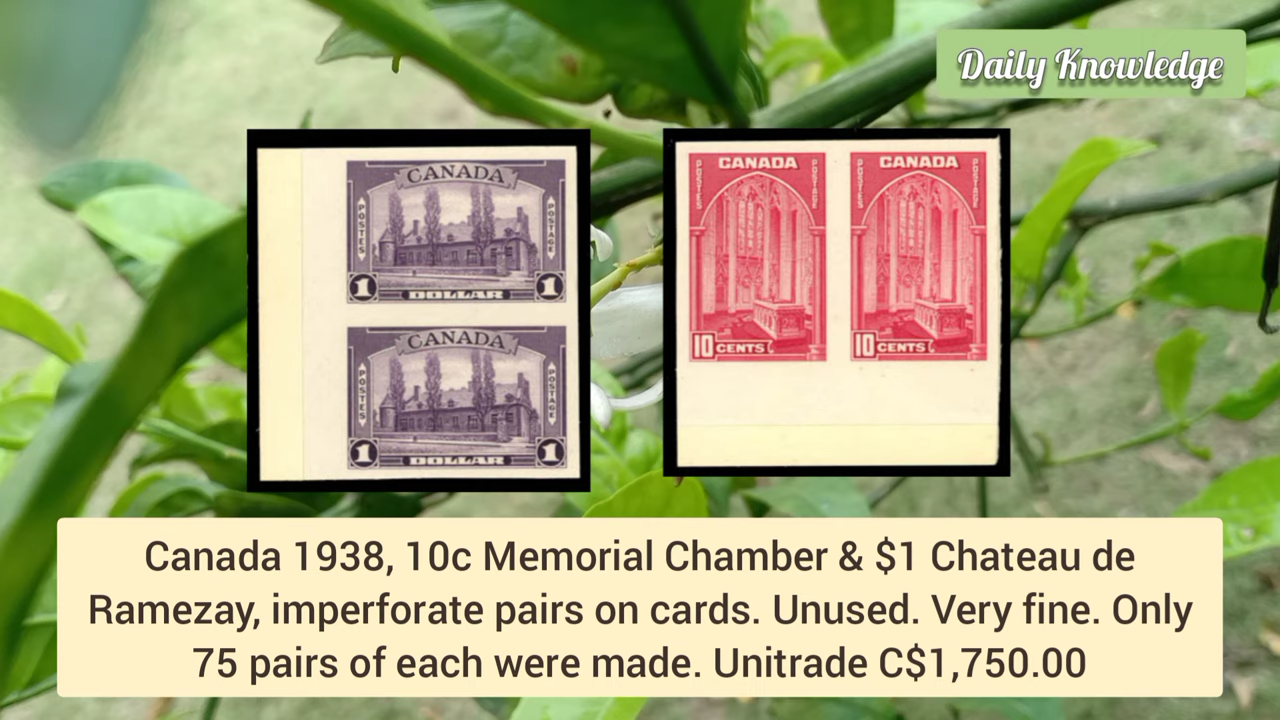 Daily Knowledge
CANADA
POSTES
POSTAGE
1 DOLLAR 1
CANADA
POSTES
POSTAGE
1 DOLLAR 1
CANADA
POSTES
POSTAGE
10 CENTS
CANADA
POSTES
POSTAGE
10 CENTS
Canada 1938, 10c Memorial Chamber & $1 Chateau de
Ramezay, imperforate pairs on cards. Unused. Very fine. Only
75 pairs of each were made. Unitrade C$1,750.00